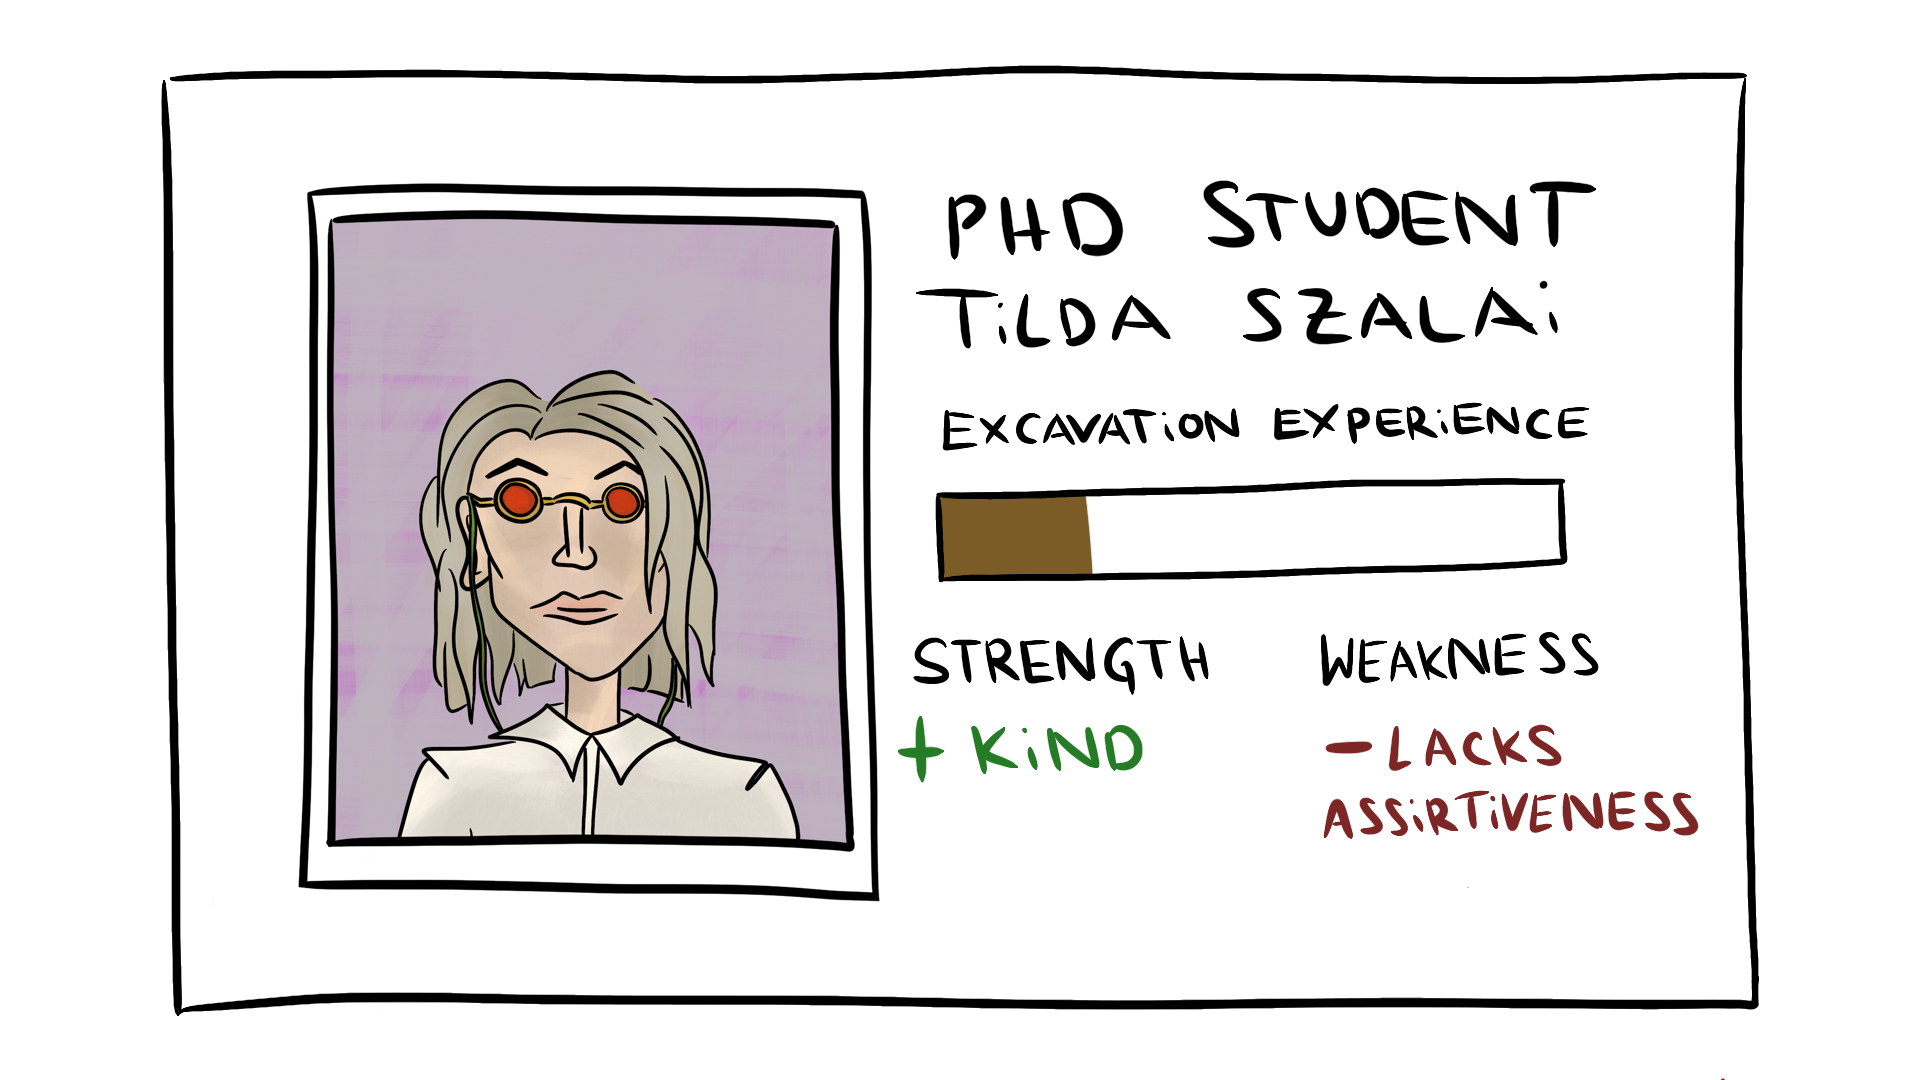 PHD STUDENT
TiLDA SZALAi
EXCAVATiON EXPERiENCE
STRENGTH WEAKNESS
+ KiND
- LACKS
ASSiRTiVENESS